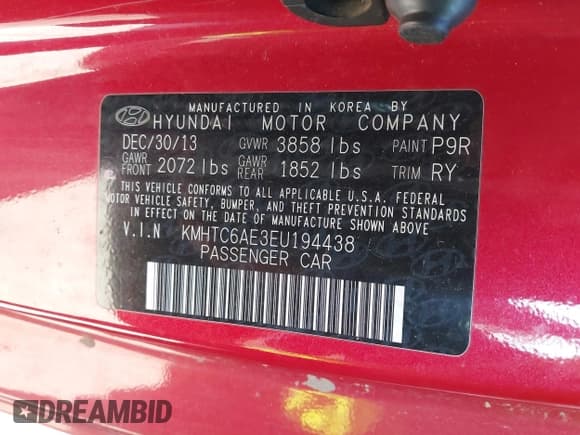 MANUFACTURED IN KOREA BY
HYUNDAI MOTOR COMPANY
DEC/30/13 GVWR 3858 lbs PAINT P9R
GAWR FRONT 2072 lbs GAWR REAR 1852 lbs TRIM RY
THIS VEHICLE CONFORMS TO ALL APPLICABLE U.S.A. FEDERAL
MOTOR VEHICLE SAFETY, BUMPER, AND THEFT PREVENTION STANDARDS
IN EFFECT ON THE DATE OF MANUFACTURE SHOWN ABOVE
V.I.N KMHTC6AE3EU194438
PASSENGER CAR
DREAMBID